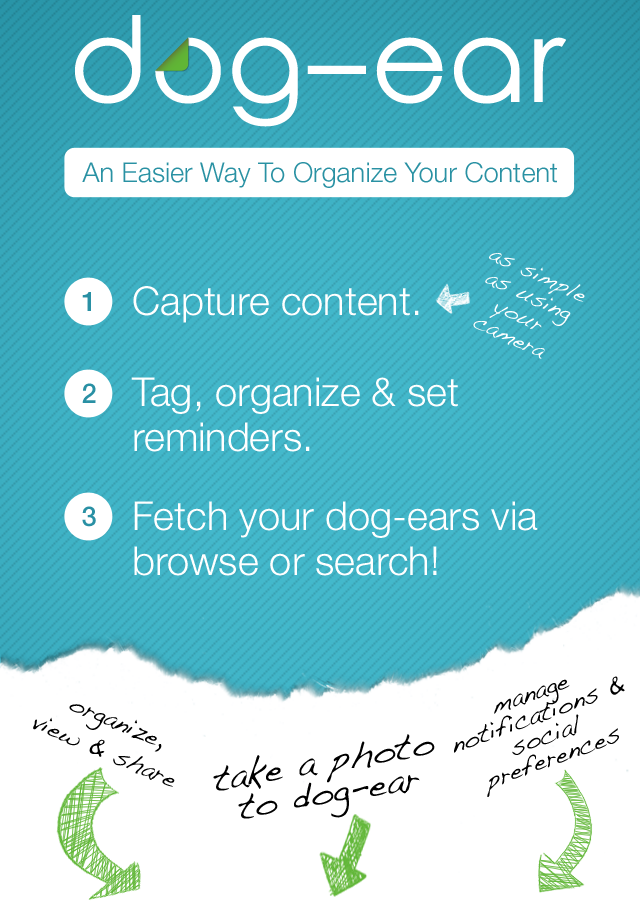 dog-ear
An Easier Way To Organize Your Content
1 Capture content.
as simple
as using
your
camera
2 Tag, organize & set
reminders.
3 Fetch your dog-ears via
browse or search!
organize,
view & share
take a photo
to dog-ear
manage
notifications &
social
preferences